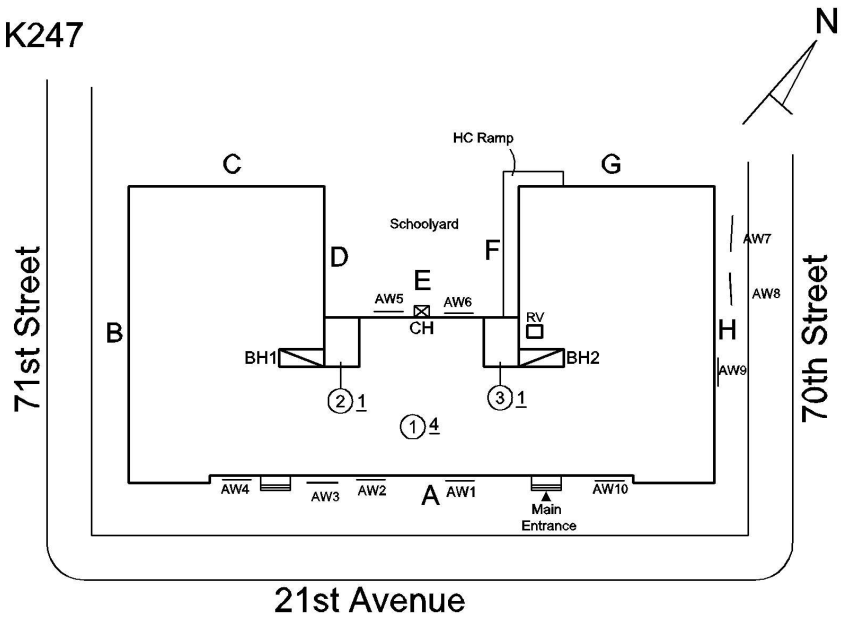 K247
N
HC Ramp
C
G
Schoolyard
D
F
E
AW7
AW8
71st Street
B
AW5
AW6
CH
RV
H
70th Street
BH1
BH2
AW9
2 1
3 1
1 4
AW4
AW3
AW2
A
AW1
AW10
Main
Entrance
21st Avenue